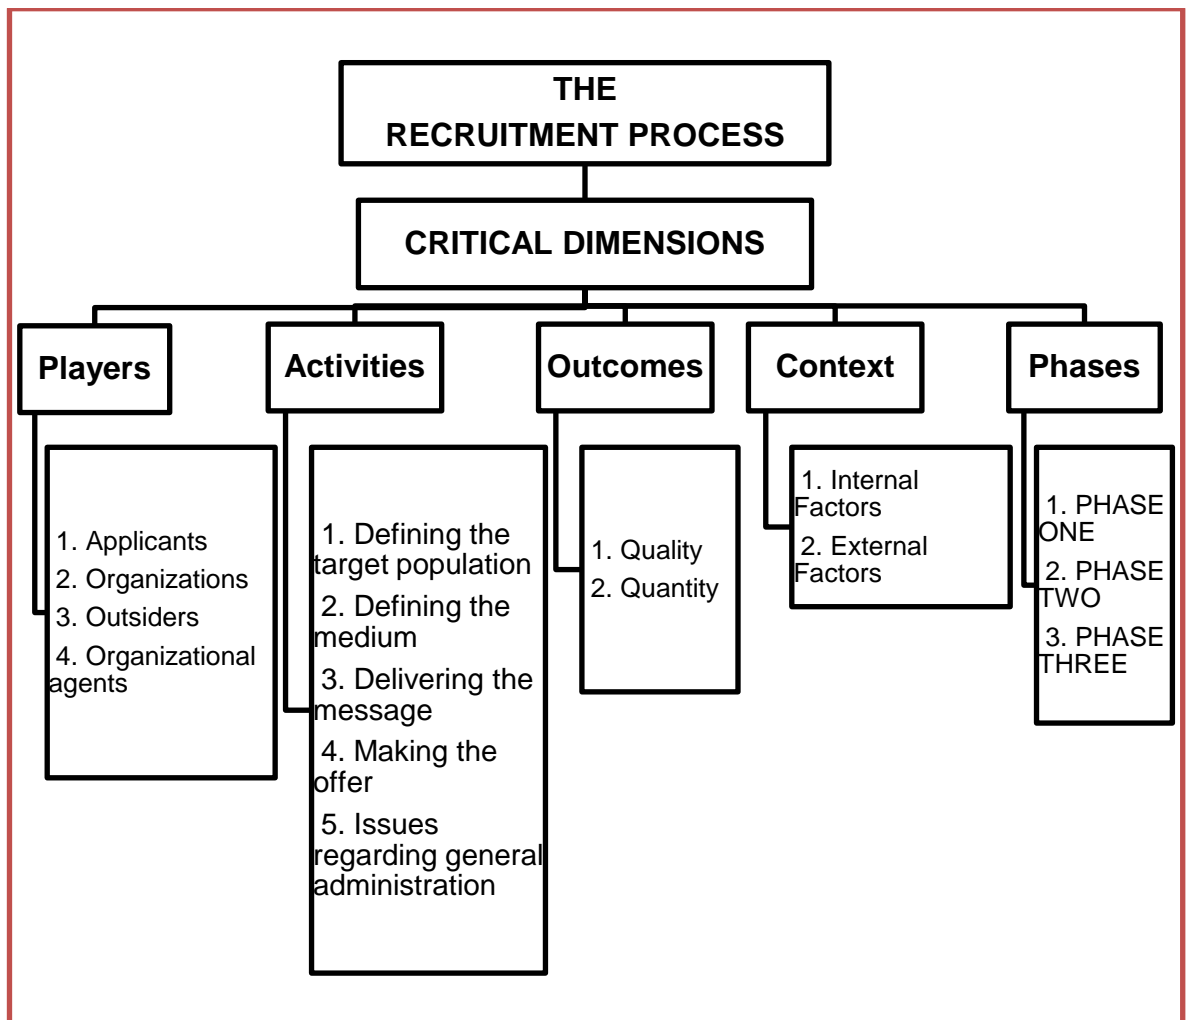 THE
RECRUITMENT PROCESS
CRITICAL DIMENSIONS
Players
Activities
Outcomes
Context
Phases
1. Applicants
2. Organizations
3. Outsiders
4. Organizational
agents
1. Defining the
target population
2. Defining the
medium
3. Delivering the
message
4. Making the
offer
5. Issues
regarding general
administration
1. Quality
2. Quantity
1. Internal
Factors
2. External
Factors
1. PHASE
ONE
2. PHASE
TWO
3. PHASE
THREE